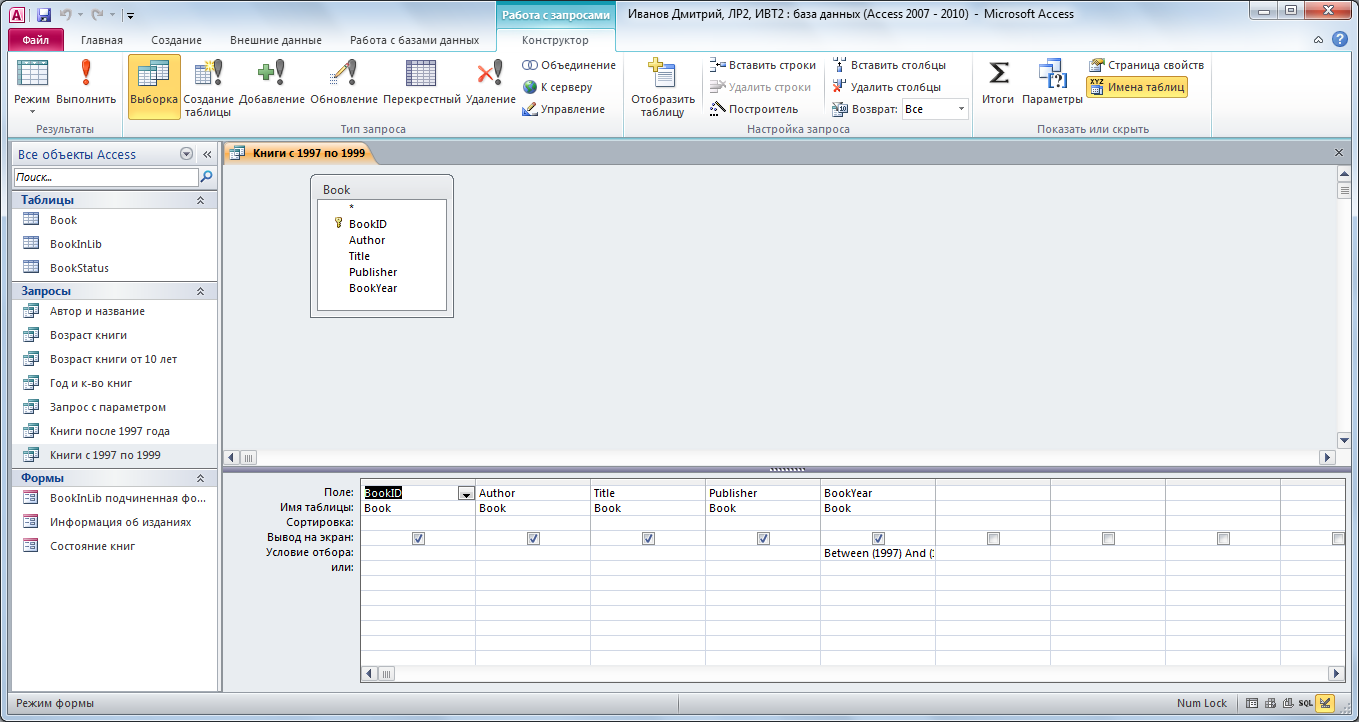 Работа с запросами
Иванов Дмитрий, ЛР2, ИВТ2 : база данных (Access 2007 - 2010) - Microsoft Access
Файл Главная Создание Внешние данные Работа с базами данных Конструктор
Режим Выполнить Выборка Создание таблицы Добавление Обновление Перекрестный Удаление
Объединение
К серверу
Управление
Отобразить таблицу
Вставить строки
Удалить строки
Построитель
Вставить столбцы
Удалить столбцы
Возврат: Все
Итоги Параметры
Страница свойств
Имена таблиц
Результаты Тип запроса Настройка запроса Показать или скрыть
Все объекты Access
Поиск...
Таблицы
Book
BookInLib
BookStatus
Запросы
Автор и название
Возраст книги
Возраст книги от 10 лет
Год и к-во книг
Запрос с параметром
Книги после 1997 года
Книги с 1997 по 1999
Формы
BookInLib подчиненная фо...
Информация об изданиях
Состояние книг
Книги с 1997 по 1999
Book
*
BookID
Author
Title
Publisher
BookYear
Поле: BookID Author Title Publisher BookYear
Имя таблицы: Book Book Book Book Book
Сортировка:
Вывод на экран:
Условие отбора: Between (1997) And (
или:
Режим формы
Num Lock
SQL